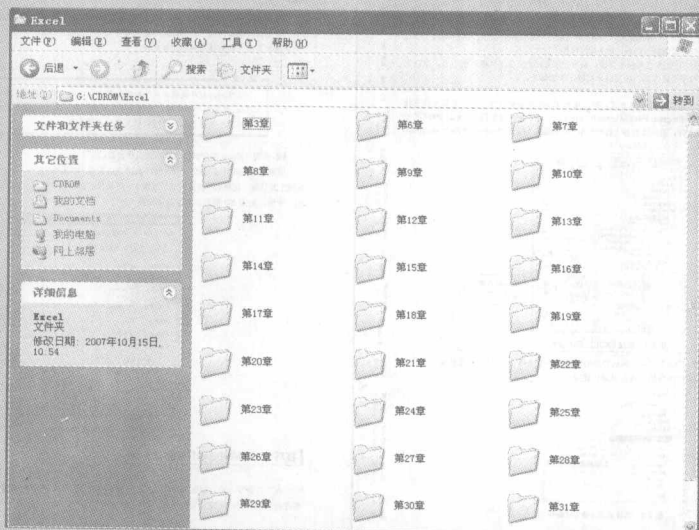 Excel
文件(F) 编辑(E) 查看(V) 收藏(A) 工具(T) 帮助(H)
后退 搜索 文件夹
地址(D) G:\CDROM\Excel 转到
文件和文件夹任务
其它位置
CDROM
我的文档
Documents
我的电脑
网上邻居
详细信息
Excel
文件夹
修改日期: 2007年10月15日,
10:54
第3章 第6章 第7章
第8章 第9章 第10章
第11章 第12章 第13章
第14章 第15章 第16章
第17章 第18章 第19章
第20章 第21章 第22章
第23章 第24章 第25章
第26章 第27章 第28章
第29章 第30章 第31章